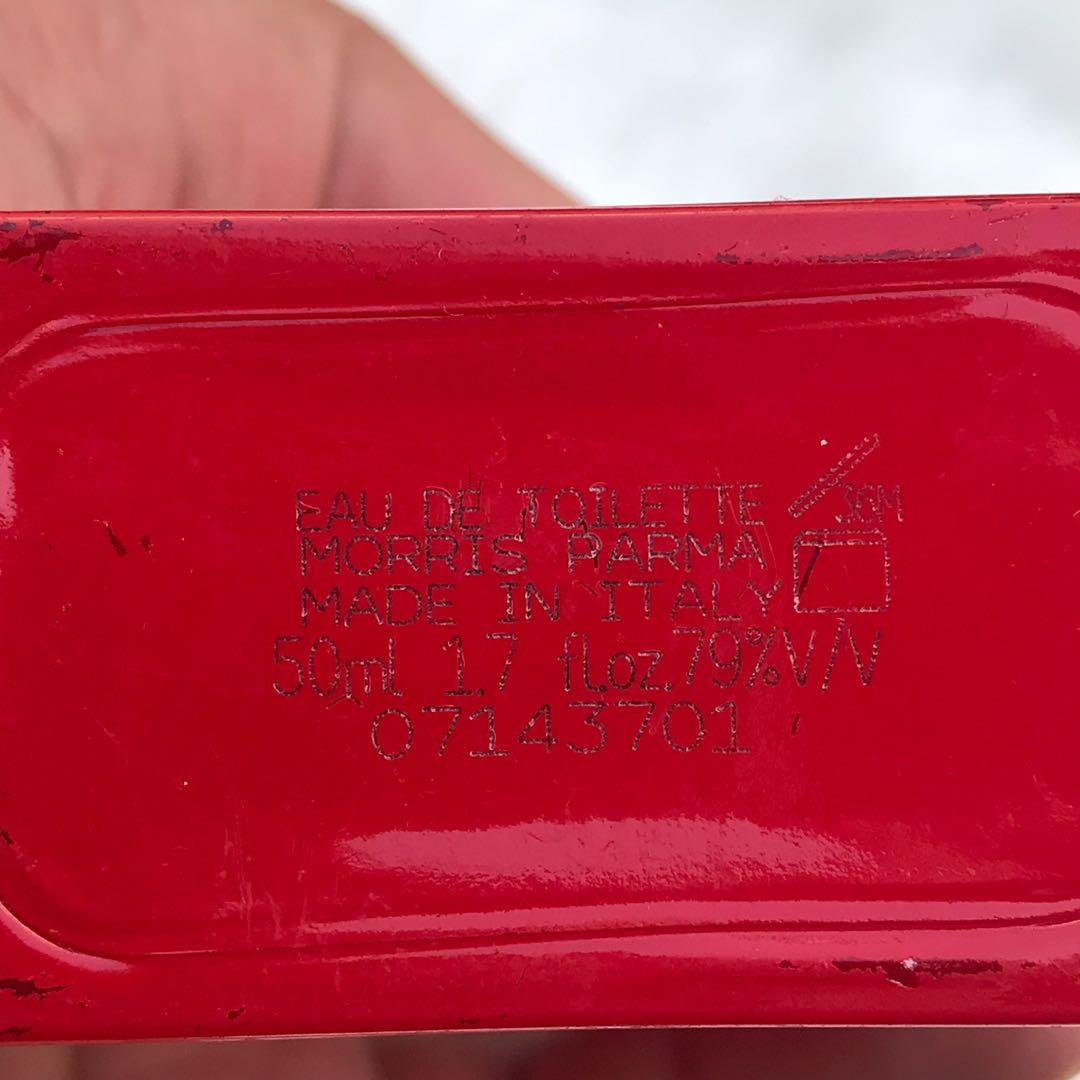 EAU DE TOILETTE
36M
MORRIS PARMA
MADE IN ITALY
50ml 1.7 fl.oz.79%V/V
07143701